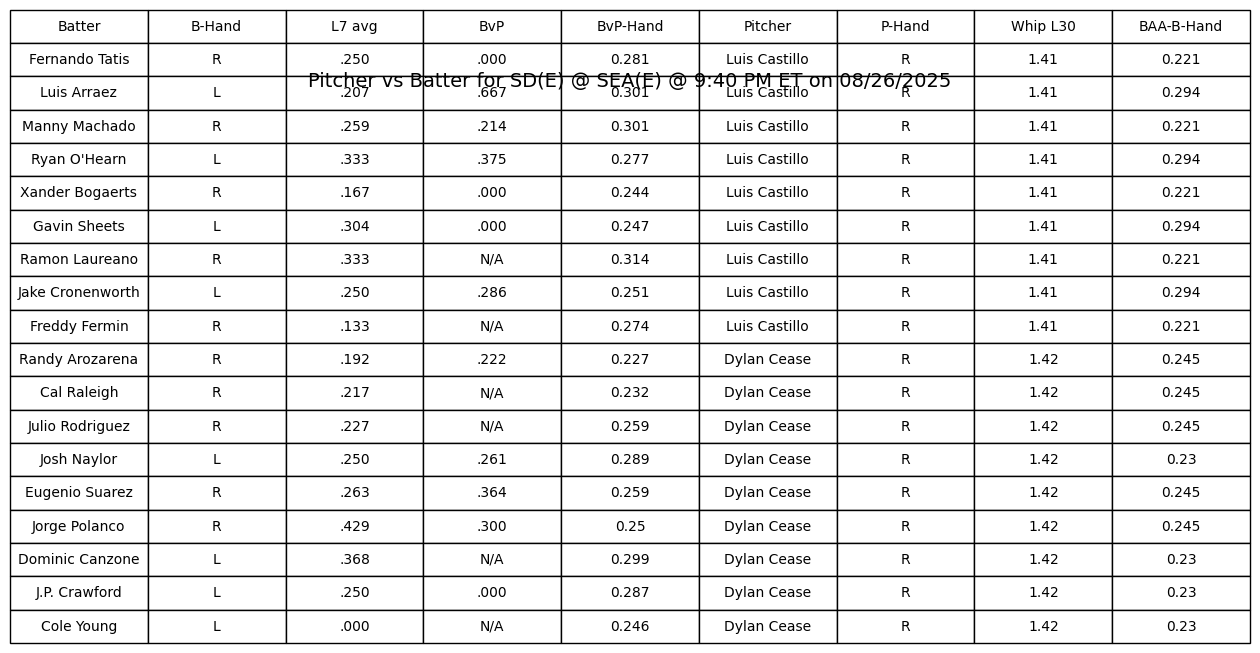 Batter B-Hand L7 avg BvP BvP-Hand Pitcher P-Hand Whip L30 BAA-B-Hand
Fernando Tatis R .250 .000 0.281 Luis Castillo R 1.41 0.221
Pitcher vs Batter for SD(E) @ SEA(E) @ 9:40 PM ET on 08/26/2025
Luis Arraez L .207 .667 0.301 Luis Castillo R 1.41 0.294
Manny Machado R .259 .214 0.301 Luis Castillo R 1.41 0.221
Ryan O'Hearn L .333 .375 0.277 Luis Castillo R 1.41 0.294
Xander Bogaerts R .167 .000 0.244 Luis Castillo R 1.41 0.221
Gavin Sheets L .304 .000 0.247 Luis Castillo R 1.41 0.294
Ramon Laureano R .333 N/A 0.314 Luis Castillo R 1.41 0.221
Jake Cronenworth L .250 .286 0.251 Luis Castillo R 1.41 0.294
Freddy Fermin R .133 N/A 0.274 Luis Castillo R 1.41 0.221
Randy Arozarena R .192 .222 0.227 Dylan Cease R 1.42 0.245
Cal Raleigh R .217 N/A 0.232 Dylan Cease R 1.42 0.245
Julio Rodriguez R .227 N/A 0.259 Dylan Cease R 1.42 0.245
Josh Naylor L .250 .261 0.289 Dylan Cease R 1.42 0.23
Eugenio Suarez R .263 .364 0.259 Dylan Cease R 1.42 0.245
Jorge Polanco R .429 .300 0.25 Dylan Cease R 1.42 0.245
Dominic Canzone L .368 N/A 0.299 Dylan Cease R 1.42 0.23
J.P. Crawford L .250 .000 0.287 Dylan Cease R 1.42 0.23
Cole Young L .000 N/A 0.246 Dylan Cease R 1.42 0.23